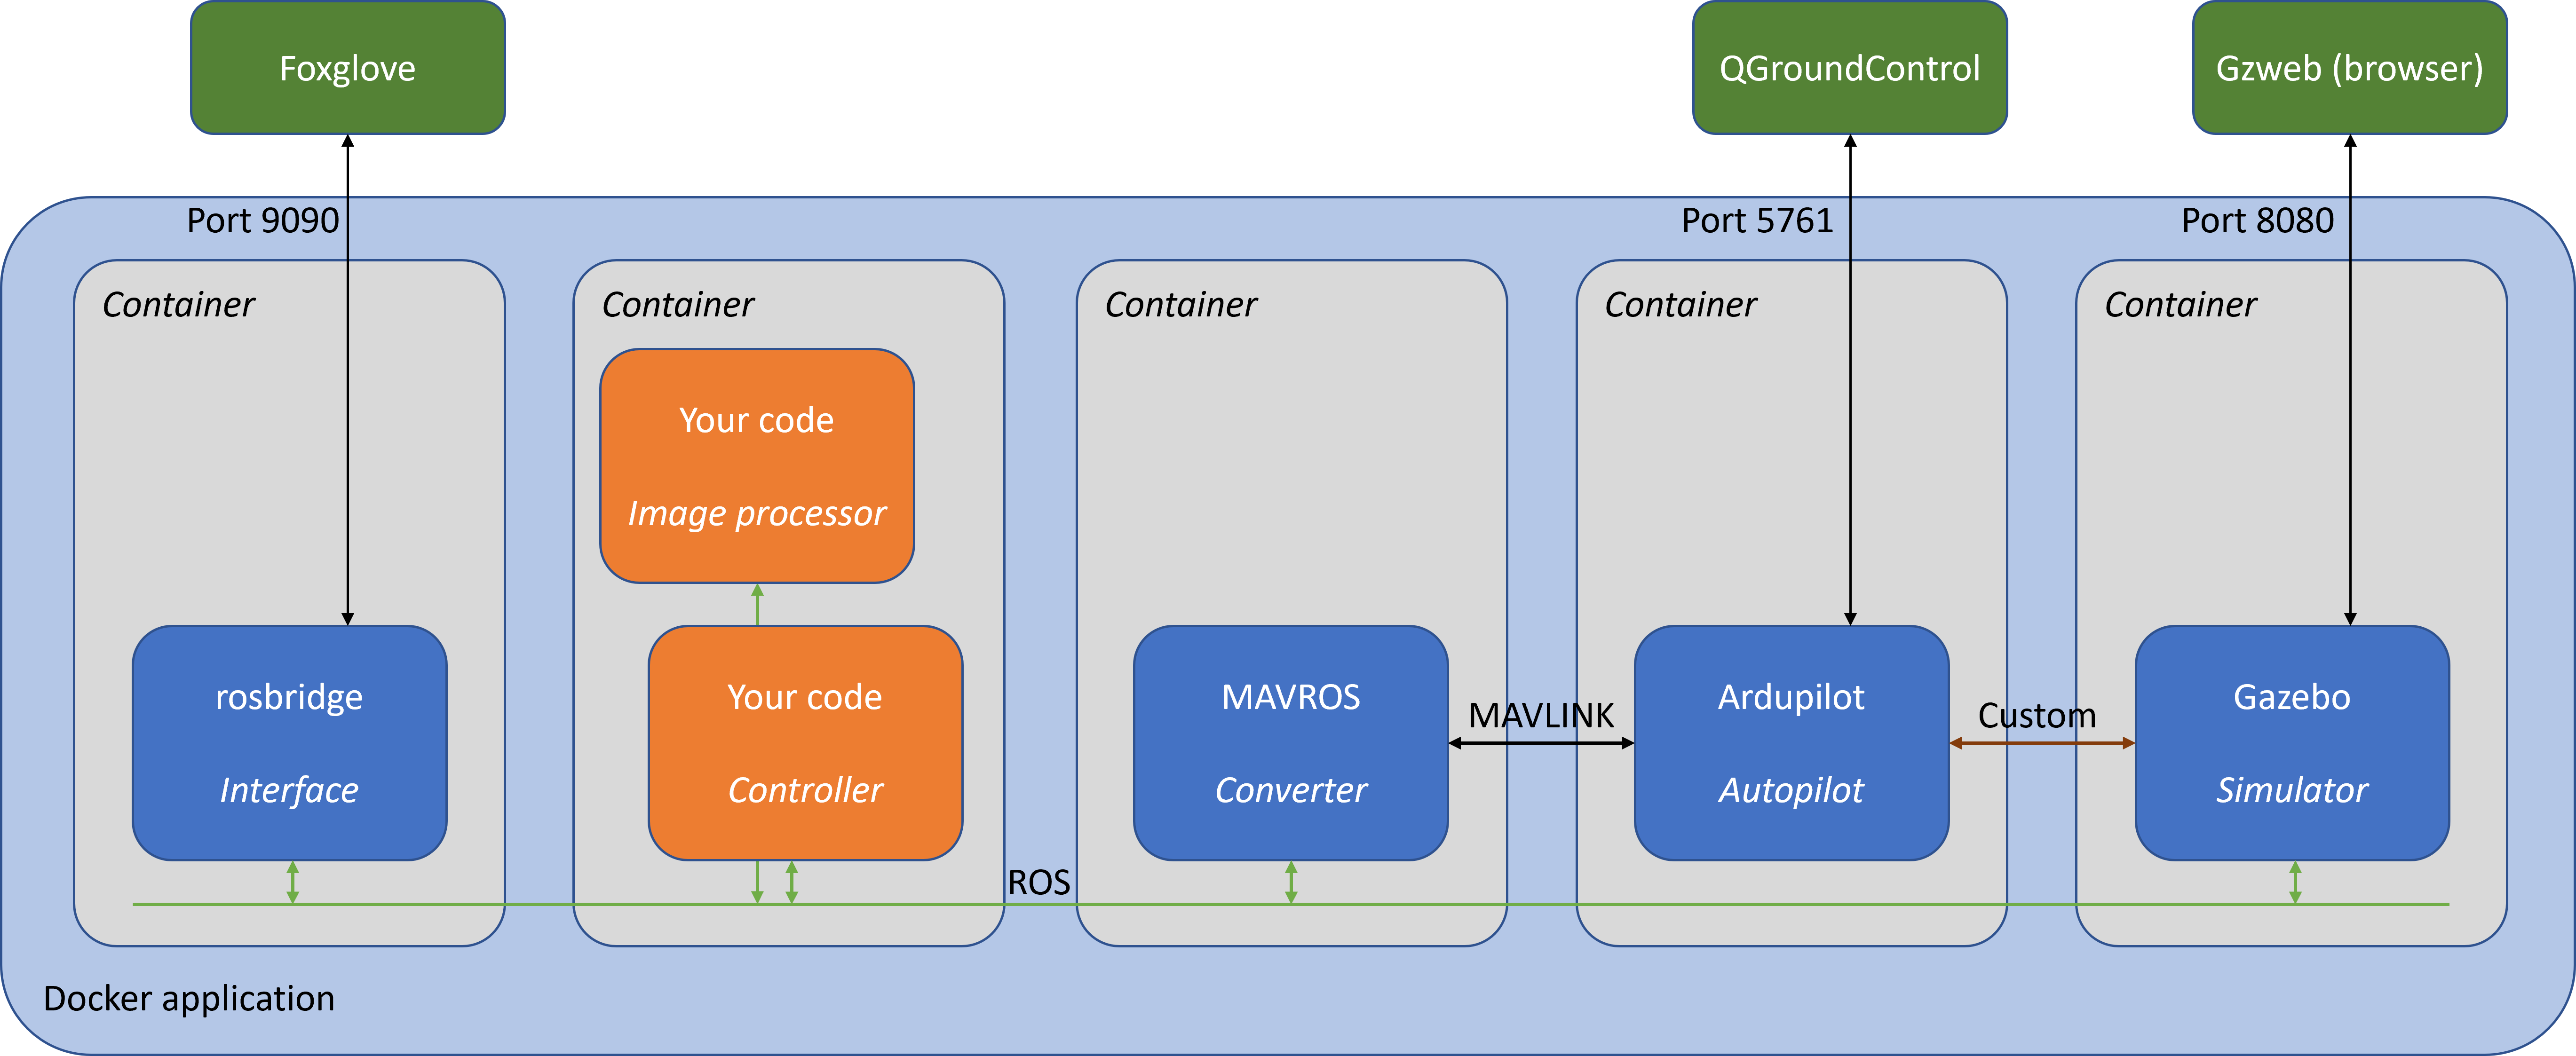 Foxglove
QGroundControl
Gzweb (browser)
Port 9090
Port 5761
Port 8080
Container
Container
Container
Container
Container
Your code
Image processor
rosbridge
Interface
Your code
Controller
MAVROS
Converter
MAVLINK
Ardupilot
Autopilot
Custom
Gazebo
Simulator
ROS
Docker application